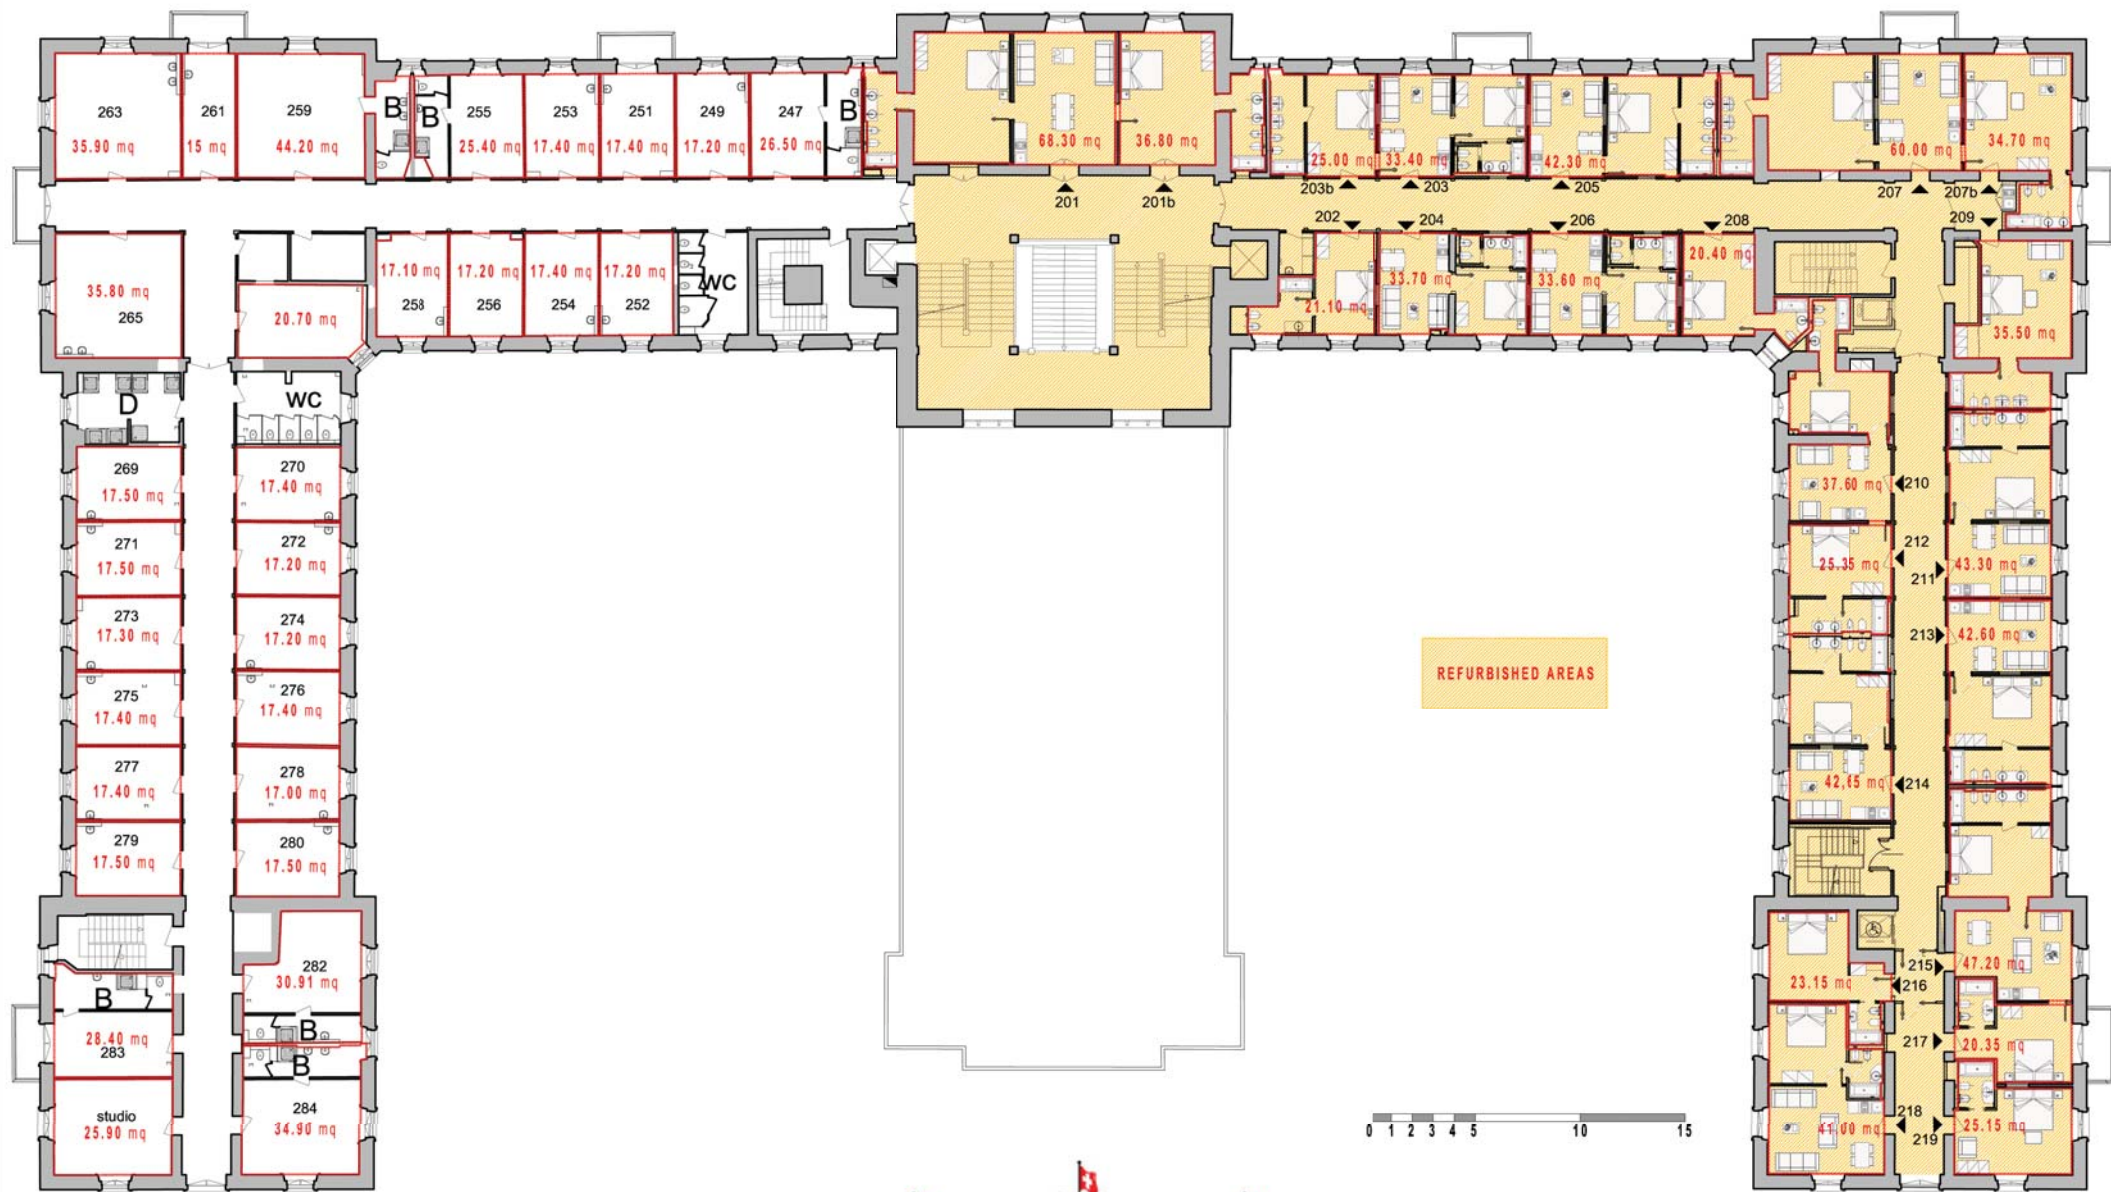 263
35.90 mq
261
15 mq
259
44.20 mq
B
B
255
25.40 mq
253
17.40 mq
251
17.40 mq
249
17.20 mq
247
26.50 mq
B
68.30 mq
36.80 mq
25.00 mq
33.40 mq
42.30 mq
60.00 mq
34.70 mq
201
201b
203b
203
205
207
207b
202
204
206
208
209
35.80 mq
265
20.70 mq
17.10 mq
258
17.20 mq
256
17.40 mq
254
17.20 mq
252
WC
21.10 mq
33.70 mq
33.60 mq
20.40 mq
35.50 mq
D
WC
269
17.50 mq
270
17.40 mq
271
17.50 mq
272
17.20 mq
273
17.30 mq
274
17.20 mq
275
17.40 mq
276
17.40 mq
277
17.40 mq
278
17.00 mq
279
17.50 mq
280
17.50 mq
37.60 mq
210
25.35 mq
212
211
43.30 mq
213
42.60 mq
REFURBISHED AREAS
42,65 mq
214
282
30.91 mq
B
28.40 mq
283
B
B
studio
25.90 mq
284
34.90 mq
215
47.20 mq
23.15 mq
216
217
20.35 mq
218
41.00 mq
219
25.15 mq
0 1 2 3 4 5 10 15